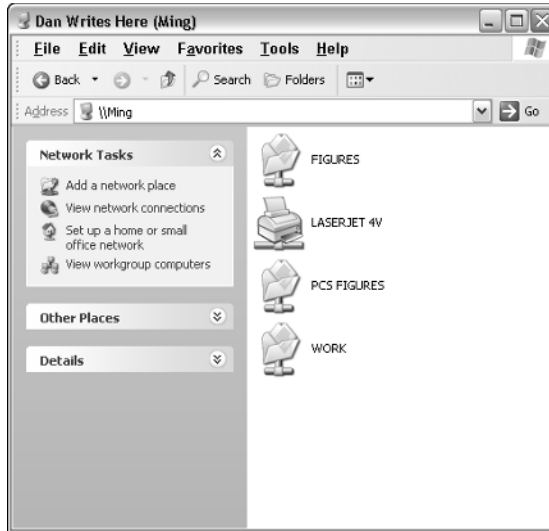 Dan Writes Here (Ming)
File Edit View Favorites Tools Help
Back Search Folders
Address \\Ming Go
Network Tasks
Add a network place
View network connections
Set up a home or small
office network
View workgroup computers
Other Places
Details
FIGURES
LASERJET 4V
PCS FIGURES
WORK